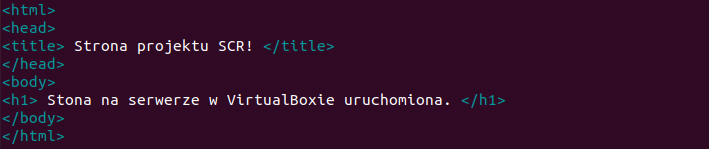 <html>
<head>
<title> Strona projektu SCR! </title>
</head>
<body>
<h1> Stona na serwerze w VirtualBoxie uruchomiona. </h1>
</body>
</html>